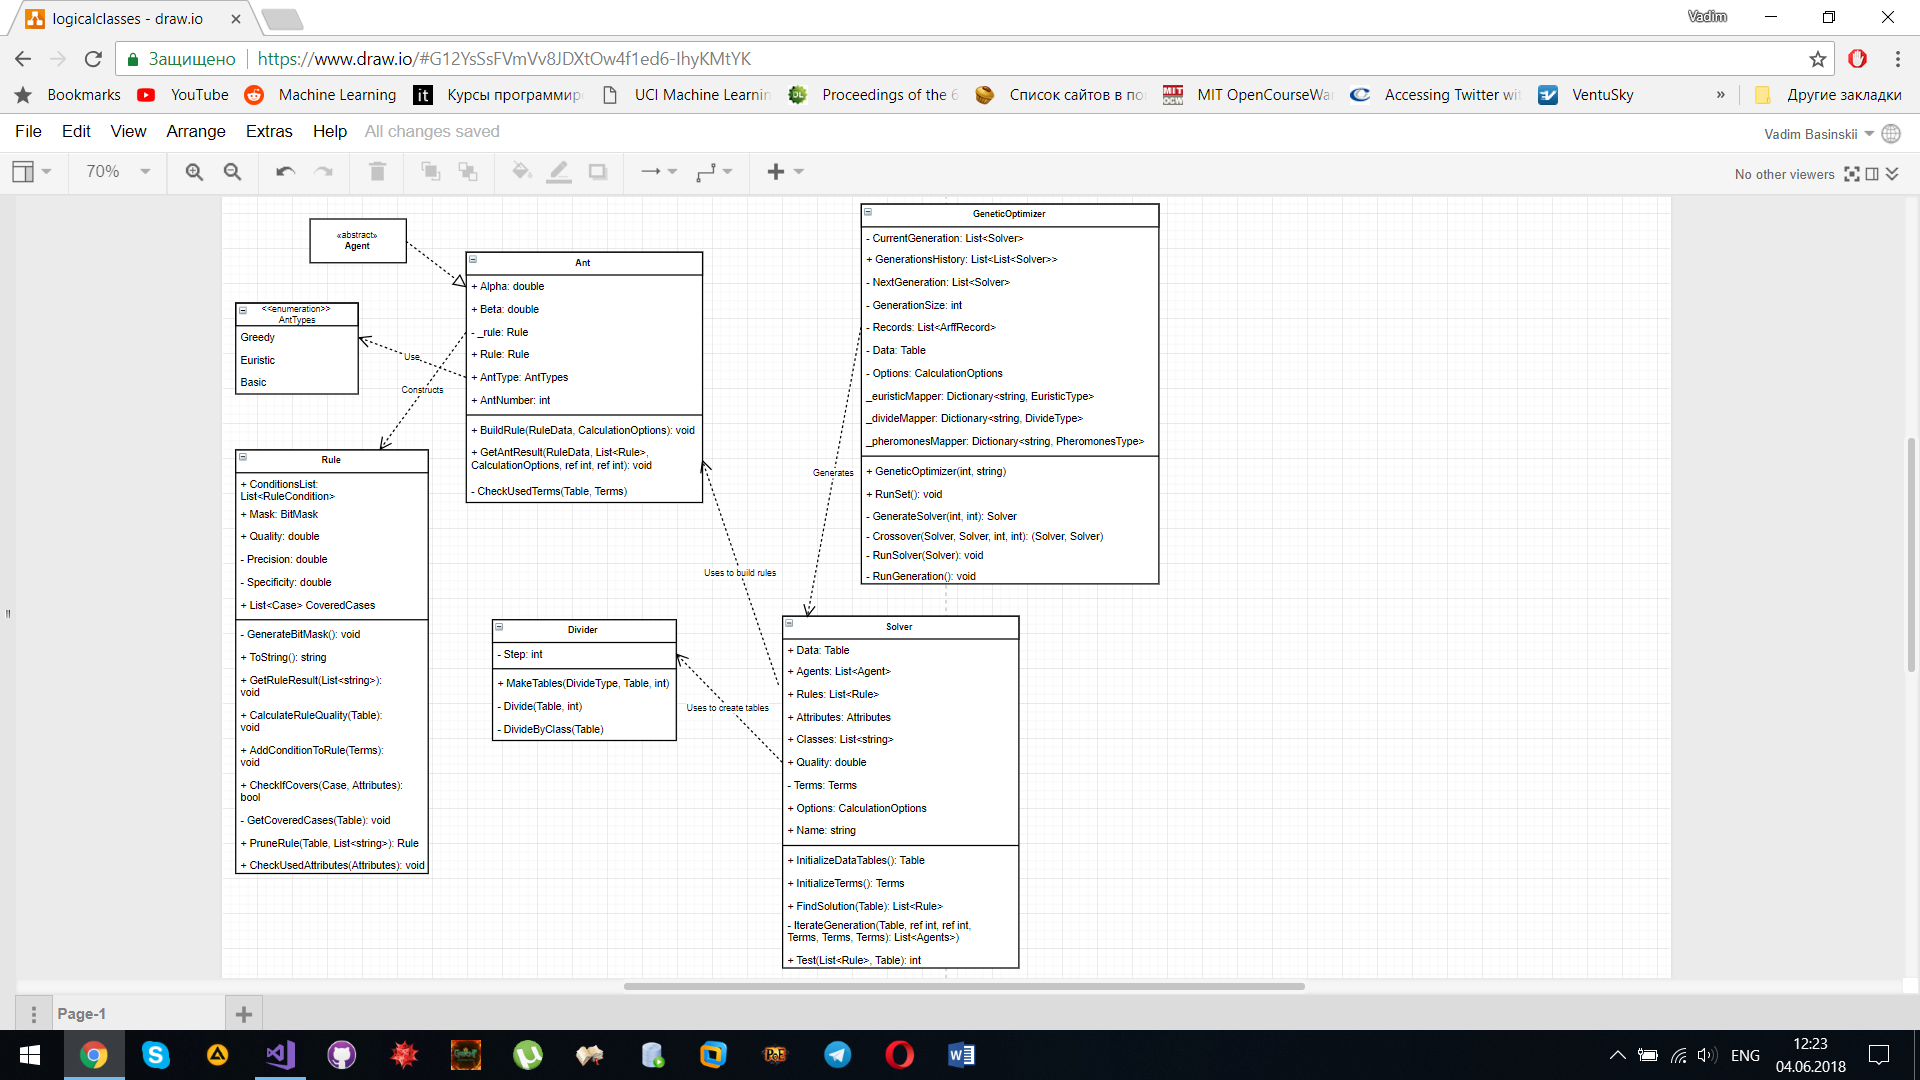 logicalclasses - draw.io
Vadim
Защищено
https://www.draw.io/#G12YsSsFVmVv8JDXtOw4f1ed6-IhyKMtYK
Bookmarks
YouTube
Machine Learning
Курсы программир
UCI Machine Learnin
Proceedings of the 6
Список сайтов в по
MIT OpenCourseWar
Accessing Twitter wit
VentuSky
»
Другие закладки
File Edit View Arrange Extras Help All changes saved
Vadim Basinskii
70%
No other viewers
«abstract»
Agent
<<enumeration>>
AntTypes
Greedy
Euristic
Basic
Use
Constructs
Ant
+ Alpha: double
+ Beta: double
- _rule: Rule
+ Rule: Rule
+ AntType: AntTypes
+ AntNumber: int
+ BuildRule(RuleData, CalculationOptions): void
+ GetAntResult(RuleData, List<Rule>,
CalculationOptions, ref int, ref int): void
- CheckUsedTerms(Table, Terms)
Rule
+ ConditionsList:
List<RuleCondition>
+ Mask: BitMask
+ Quality: double
- Precision: double
- Specificity: double
+ List<Case> CoveredCases
- GenerateBitMask(): void
+ ToString(): string
+ GetRuleResult(List<string>):
void
+ CalculateRuleQuality(Table):
void
+ AddConditionToRule(Terms):
void
+ CheckIfCovers(Case, Attributes):
bool
- GetCoveredCases(Table): void
+ PruneRule(Table, List<string>): Rule
+ CheckUsedAttributes(Attributes): void
GeneticOptimizer
- CurrentGeneration: List<Solver>
+ GenerationsHistory: List<List<Solver>>
- NextGeneration: List<Solver>
- GenerationSize: int
- Records: List<ArffRecord>
- Data: Table
- Options: CalculationOptions
_euristicMapper: Dictionary<string, EuristicType>
_divideMapper: Dictionary<string, DivideType>
_pheromonesMapper: Dictionary<string, PheromonesType>
+ GeneticOptimizer(int, string)
+ RunSet(): void
- GenerateSolver(int, int): Solver
- Crossover(Solver, Solver, int, int): (Solver, Solver)
- RunSolver(Solver): void
- RunGeneration(): void
Generates
Uses to build rules
Divider
- Step: int
+ MakeTables(DivideType, Table, int)
- Divide(Table, int)
- DivideByClass(Table)
Uses to create tables
Solver
+ Data: Table
+ Agents: List<Agent>
+ Rules: List<Rule>
+ Attributes: Attributes
+ Classes: List<string>
+ Quality: double
- Terms: Terms
+ Options: CalculationOptions
+ Name: string
+ InitializeDataTables(): Table
+ InitializeTerms(): Terms
+ FindSolution(Table): List<Rule>
- IterateGeneration(Table, ref int, ref int,
Terms, Terms, Terms): List<Agents>)
+ Test(List<Rule>, Table): int
Page-1
ENG
12:23
04.06.2018